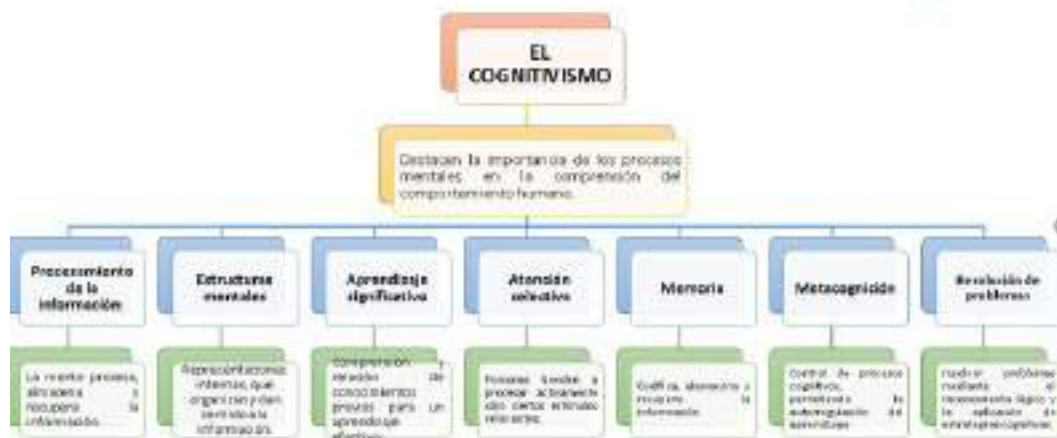 EL
COGNITIVISMO
Destacan la importancia de los procesos
mentales en la comprensión del
comportamiento humano.
Procesamiento
de la
información
Estructuras
mentales
Aprendizaje
significativo
Atención
selectiva
Memoria
Metacognición
Resolución de
problemas
La mente procesa,
almacena y
recupera la
información.
Representaciones
internas, que
organizan y dan
sentido a la
información.
Comprensión y
relación de
conocimientos
previos para un
aprendizaje
efectivo.
Personas tienden a
procesar activamente
sólo ciertos estímulos
relevantes.
Codifica, almacena y
recupera la
información.
Control de procesos
cognitivos,
permitiendo la
autorregulación del
aprendizaje
resolver problemas
mediante el
razonamiento lógico y
la aplicación de
estrategias cognitivas